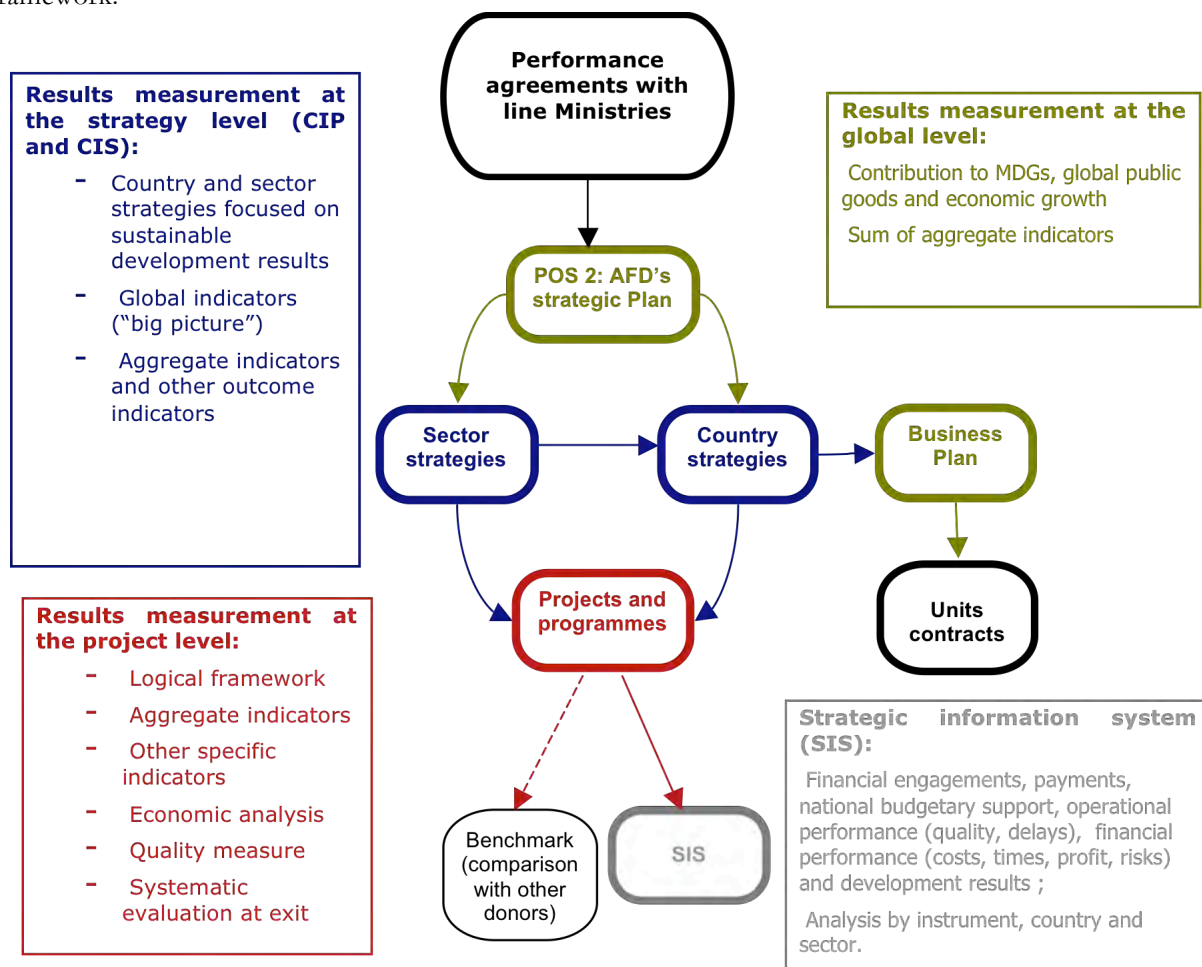 ramework.
Performance
agreements with
line Ministries
Results measurement at
the strategy level (CIP
and CIS):
- Country and sector
strategies focused on
sustainable
development results
- Global indicators
(“big picture”)
- Aggregate indicators
and other outcome
indicators
Results measurement at the
global level:
Contribution to MDGs, global public
goods and economic growth
Sum of aggregate indicators
POS 2: AFD’s
strategic Plan
Sector
strategies
Country
strategies
Business
Plan
Projects and
programmes
Units
contracts
Results measurement at
the project level:
- Logical framework
- Aggregate indicators
- Other specific
indicators
- Economic analysis
- Quality measure
- Systematic
evaluation at exit
Benchmark
(comparison
with other
donors)
SIS
Strategic information system
(SIS):
Financial engagements, payments,
national budgetary support, operational
performance (quality, delays), financial
performance (costs, times, profit, risks)
and development results ;
Analysis by instrument, country and
sector.